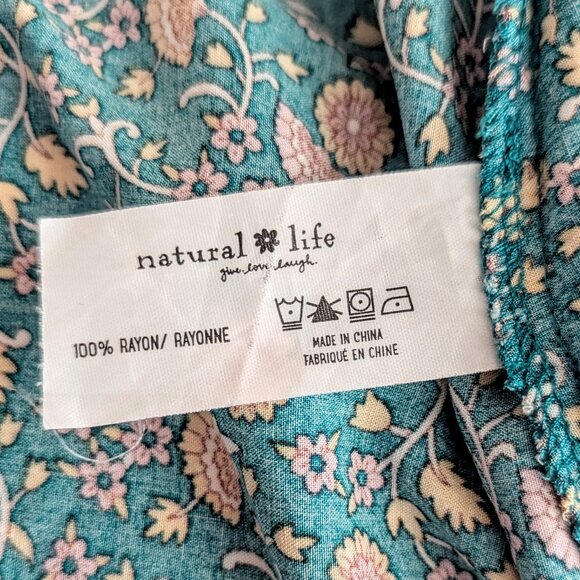 natural life
give.love.laugh.
100% RAYON/ RAYONNE
MADE IN CHINA
FABRIQUÉ EN CHINE